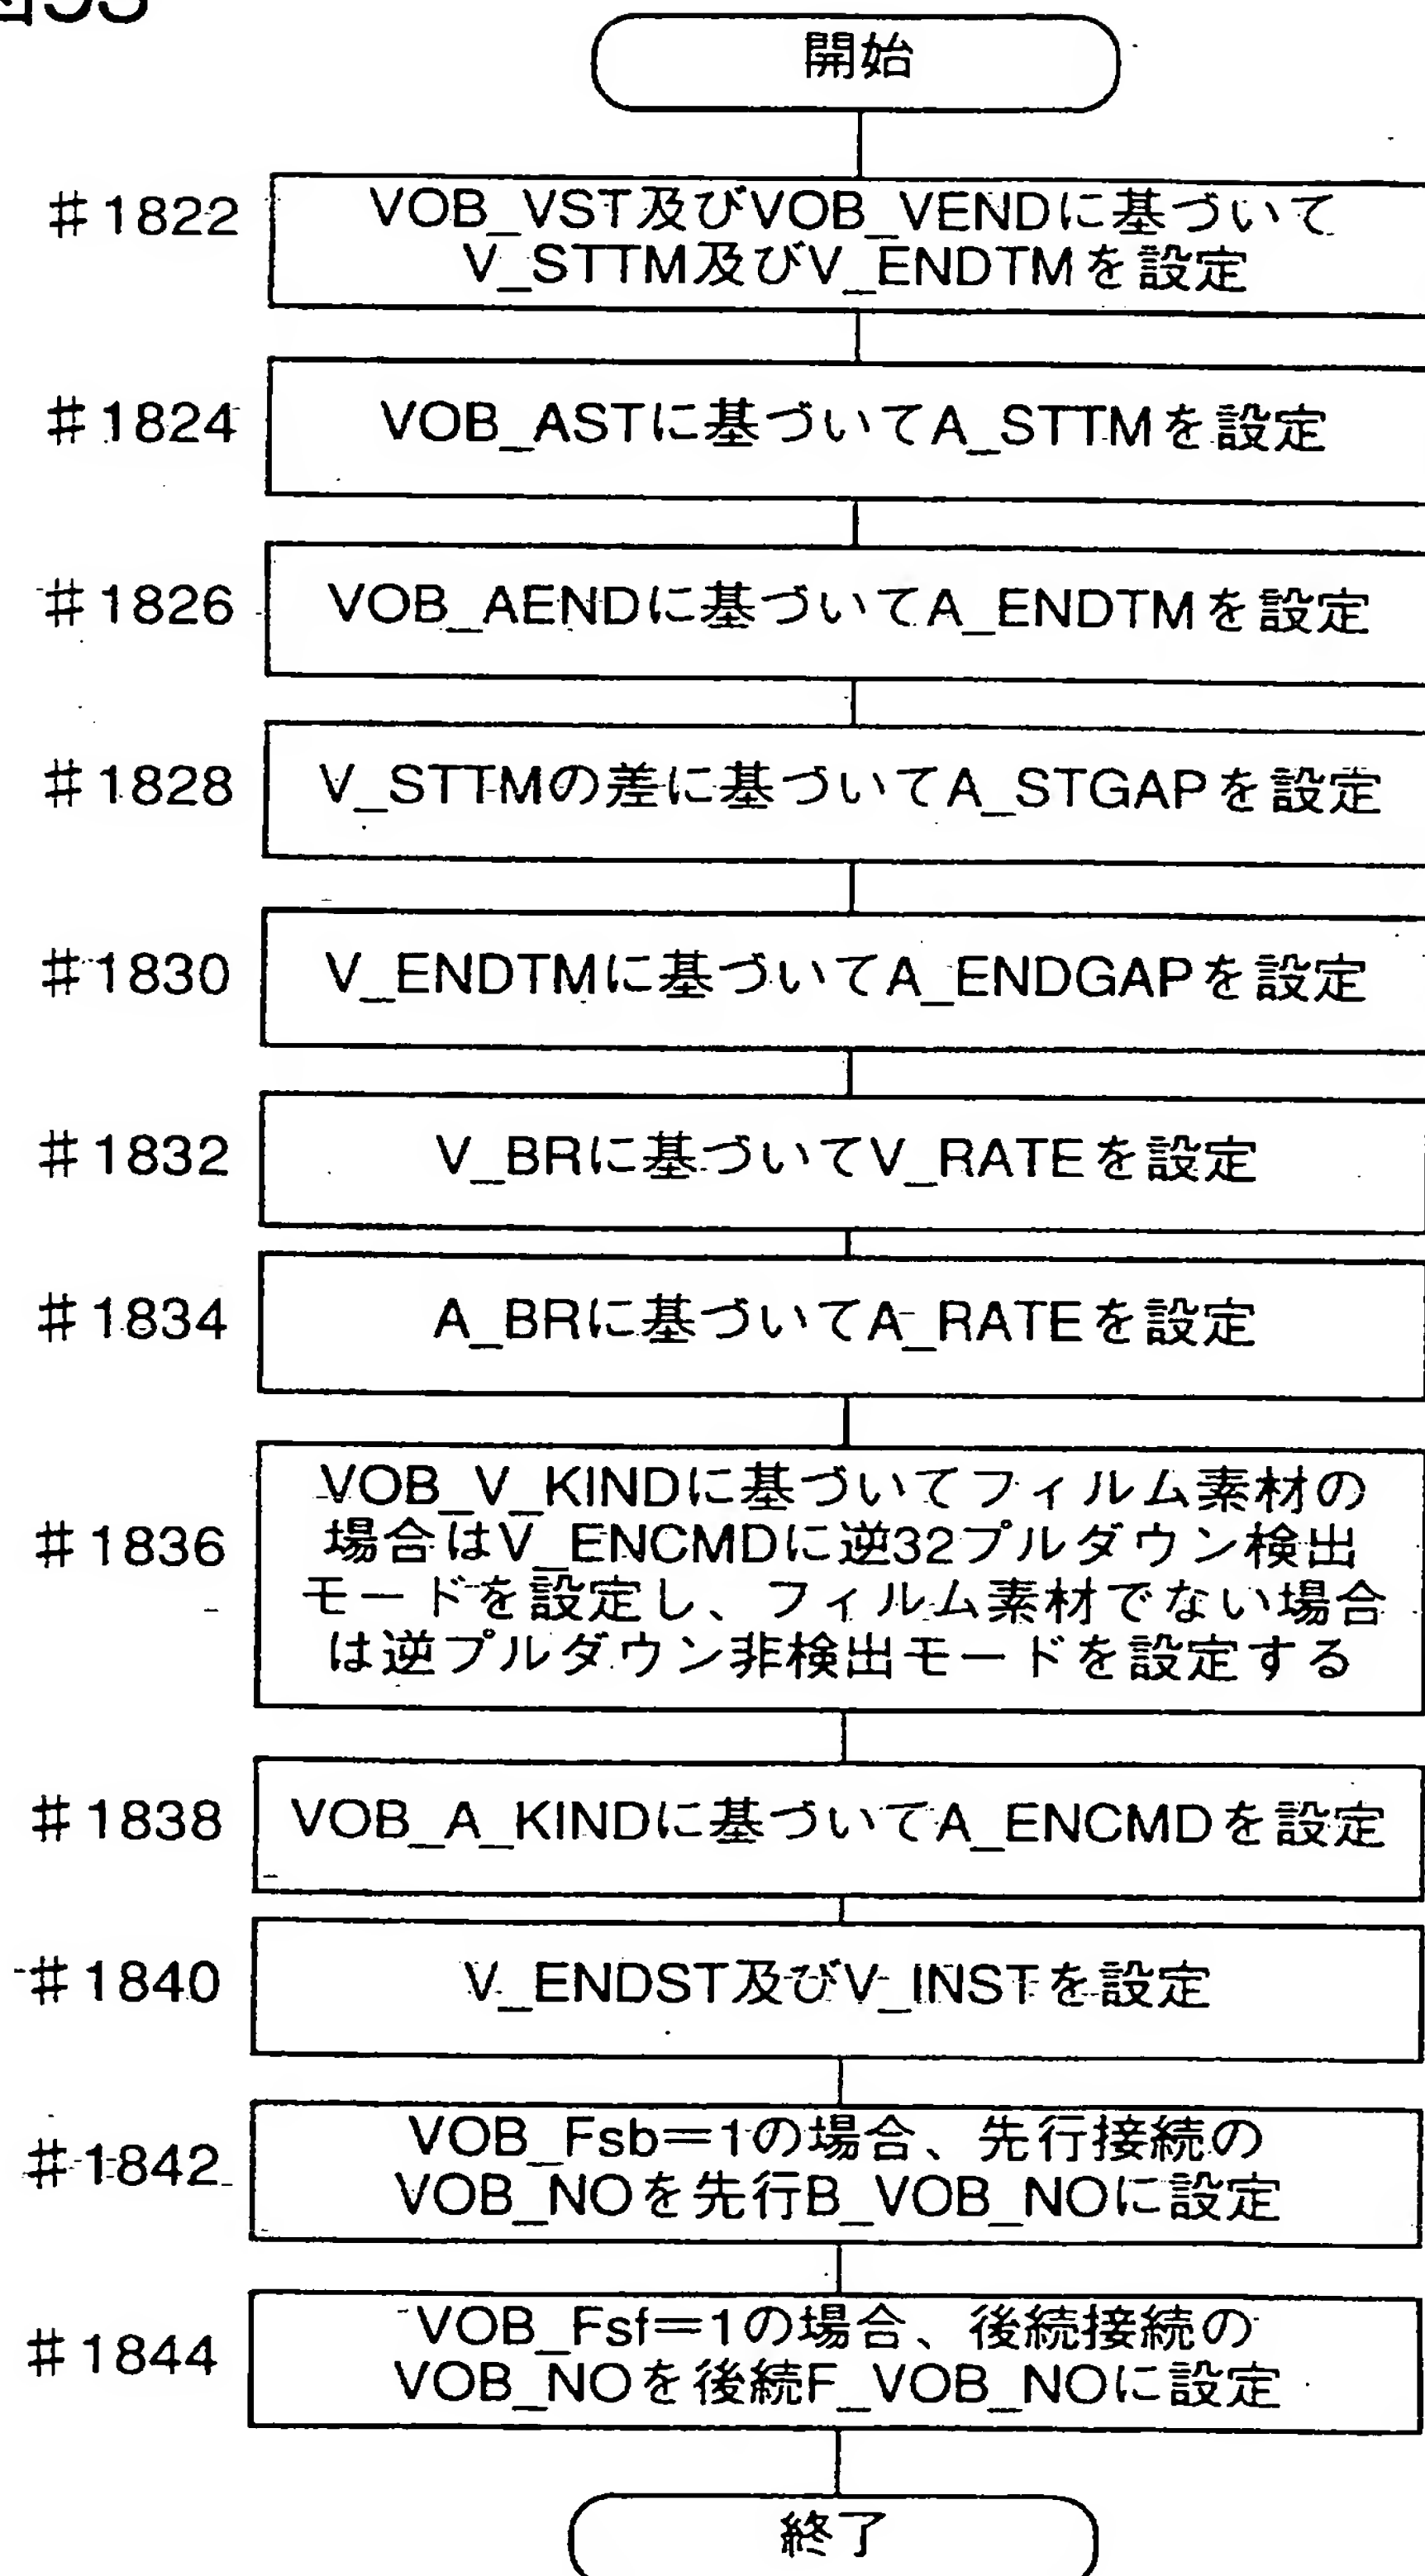 開始
#1822
VOB_VST及びVOB_VENDに基づいて
V_STTM及びV_ENDTMを設定
#1824
VOB_ASTに基づいてA_STTMを設定
#1826
VOB_AENDに基づいてA_ENDTMを設定
#1828
V_STTMの差に基づいてA_STGAPを設定
#1830
V_ENDTMに基づいてA_ENDGAPを設定
#1832
V_BRに基づいてV_RATEを設定
#1834
A_BRに基づいてA_RATEを設定
#1836
VOB_V_KINDに基づいてフィルム素材の
場合はV_ENCMDに逆32プルダウン検出
モードを設定し、フィルム素材でない場合
は逆プルダウン非検出モードを設定する
#1838
VOB_A_KINDに基づいてA_ENCMDを設定
#1840
V_ENDST及びV_INSTを設定
#1842
VOB_Fsb=1の場合、先行接続の
VOB_NOを先行B_VOB_NOに設定
#1844
VOB_Fsf=1の場合、後続接続の
VOB_NOを後続F_VOB_NOに設定
終了